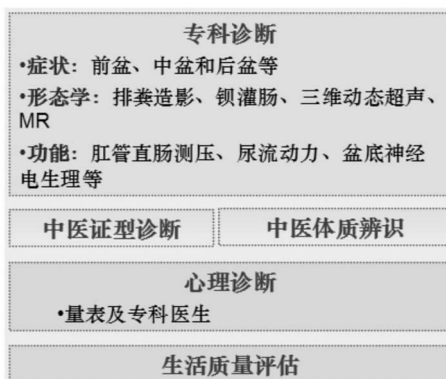 专科诊断
•症状：前盆、中盆和后盆等
•形态学：排粪造影、钡灌肠、三维动态超声、
MR
•功能：肛管直肠测压、尿流动力、盆底神经
电生理等
中医证型诊断
中医体质辨识
心理诊断
•量表及专科医生
生活质量评估